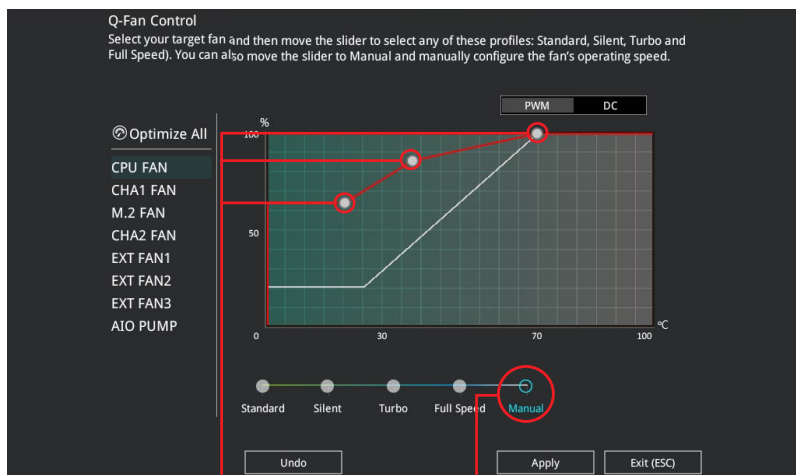 Q-Fan Control
Select your target fan and then move the slider to select any of these profiles: Standard, Silent, Turbo and
Full Speed). You can also move the slider to Manual and manually configure the fan's operating speed.
PWM DC
%
Optimize All
100
CPU FAN
CHA1 FAN
M.2 FAN
CHA2 FAN
50
EXT FAN1
EXT FAN2
EXT FAN3
AIO PUMP
°C
0 30 70 100
Standard Silent Turbo Full Speed Manual
Undo Apply Exit (ESC)